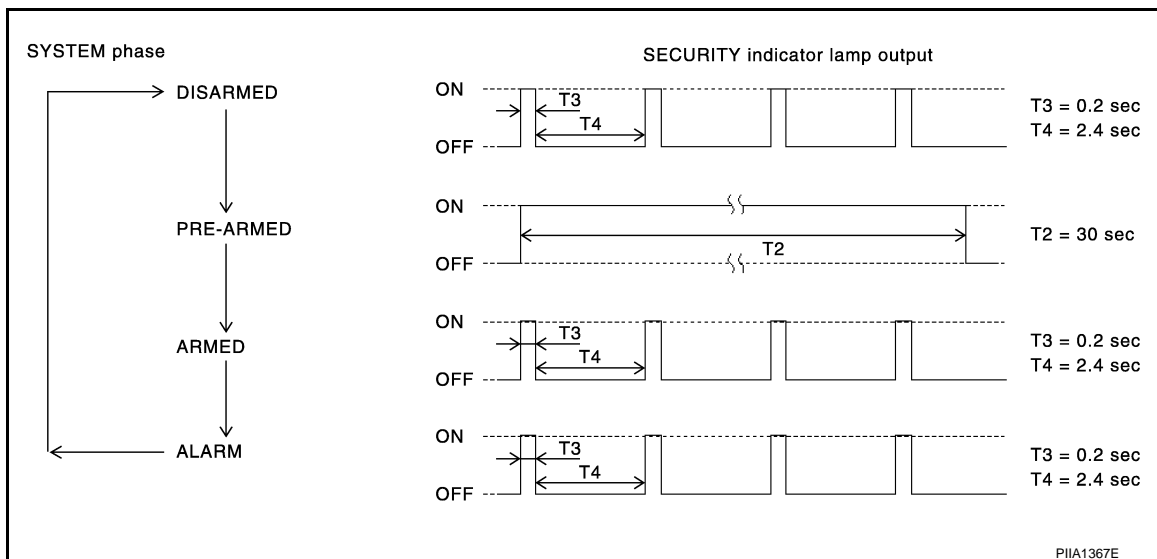 SYSTEM phase
SECURITY indicator lamp output
DISARMED
ON
T3
T4
OFF
T3 = 0.2 sec
T4 = 2.4 sec
PRE-ARMED
ON
T2
OFF
T2 = 30 sec
ARMED
ON
T3
T4
OFF
T3 = 0.2 sec
T4 = 2.4 sec
ALARM
ON
T3
T4
OFF
T3 = 0.2 sec
T4 = 2.4 sec
PIIA1367E